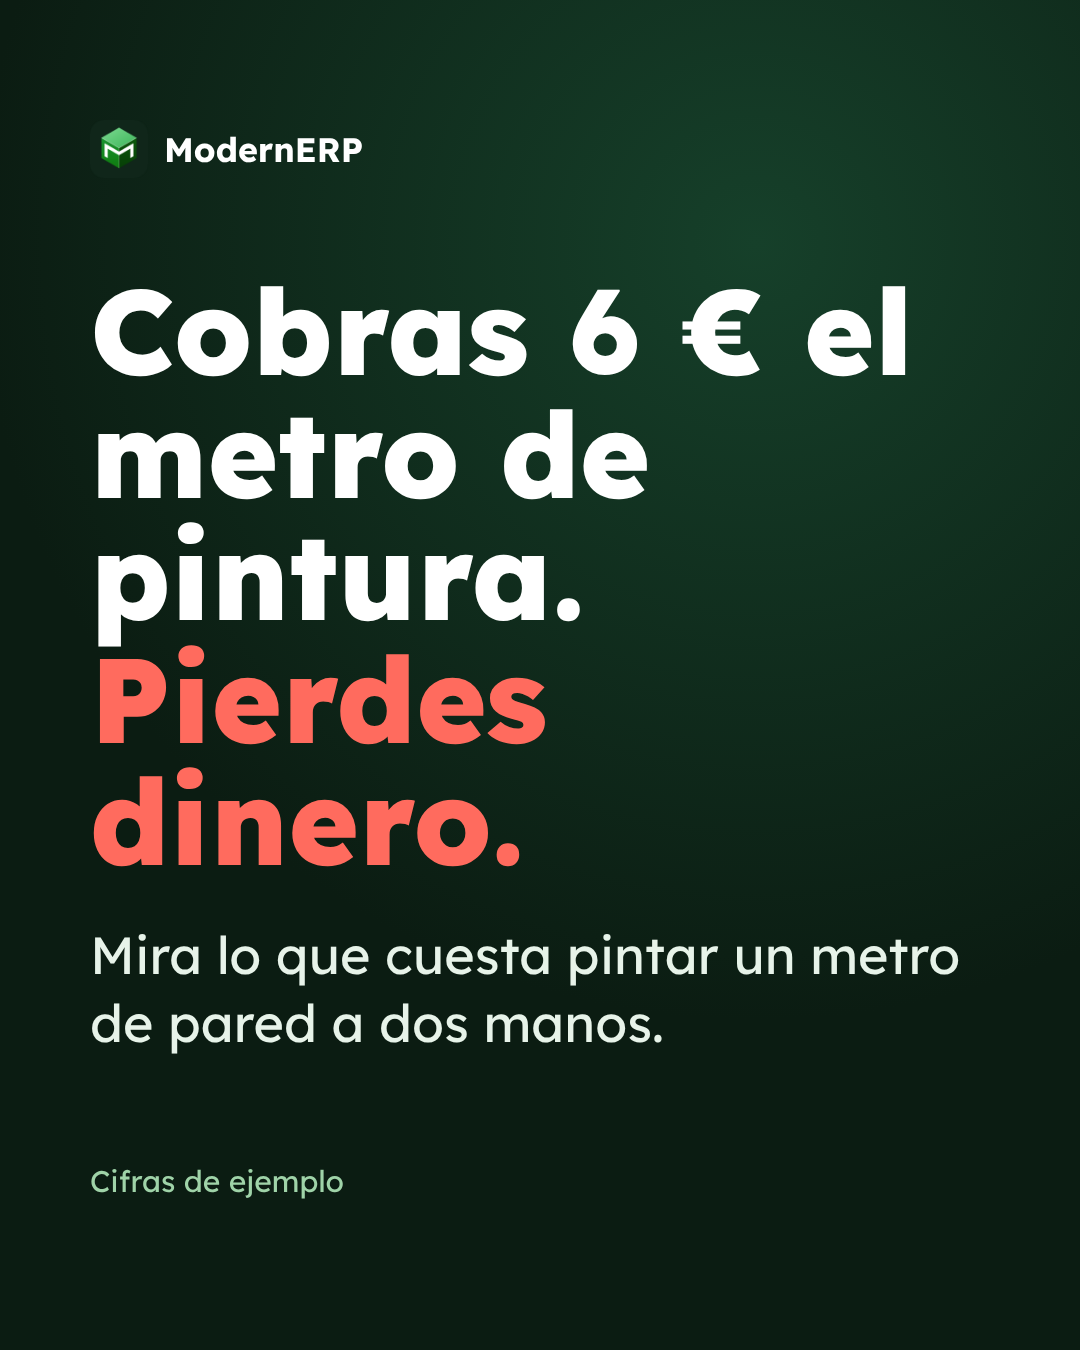 ModernERP
Cobras 6 € el
metro de
pintura.
Pierdes
dinero.
Mira lo que cuesta pintar un metro
de pared a dos manos.
Cifras de ejemplo